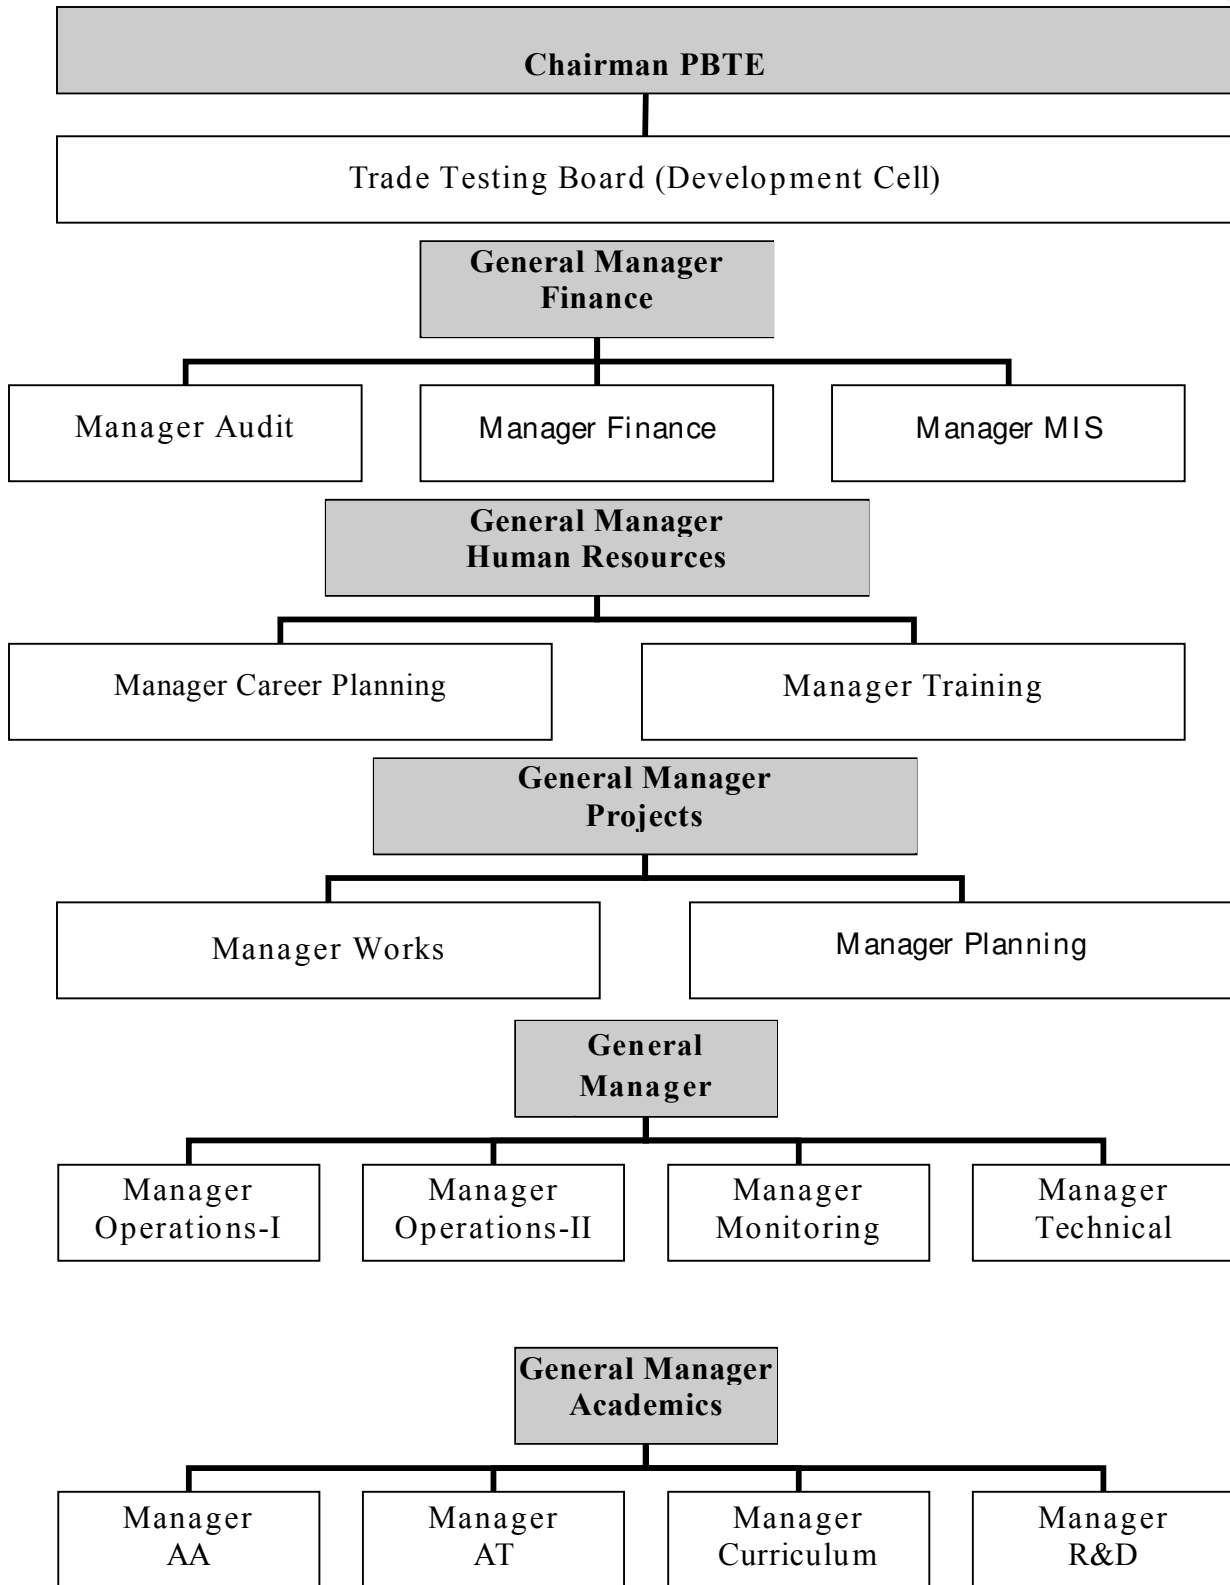 Chairman PBTE
Trade Testing Board (Development Cell)
General Manager
Finance
Manager Audit
Manager Finance
Manager MIS
General Manager
Human Resources
Manager Career Planning
Manager Training
General Manager
Projects
Manager Works
Manager Planning
General
Manager
Manager
Operations-I
Manager
Operations-II
Manager
Monitoring
Manager
Technical
General Manager
Academics
Manager
AA
Manager
AT
Manager
Curriculum
Manager
R&D